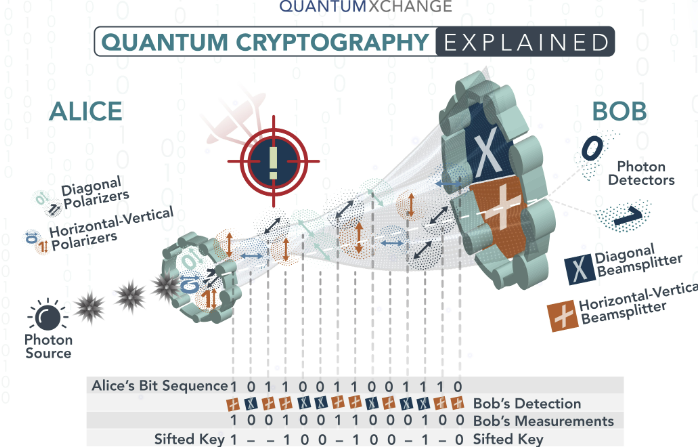 QUANTUMXCHANGE
QUANTUM CRYPTOGRAPHY EXPLAINED
ALICE
BOB
Diagonal
Polarizers
Horizontal-Vertical
Polarizers
Photon
Source
!
X
+
0
1
Photon
Detectors
Diagonal
Beamsplitter
Horizontal-Vertica
Beamsplitter
Alice's Bit Sequence 1 0 1 1 0 0 1 1 0 0 1 1 1 0
Bob's Detection
1 0 0 1 0 0 1 1 0 0 0 1 0 0 Bob's Measurements
Sifted Key 1 – – 1 0 0 – 1 0 0 – 1 – 0 Sifted Key